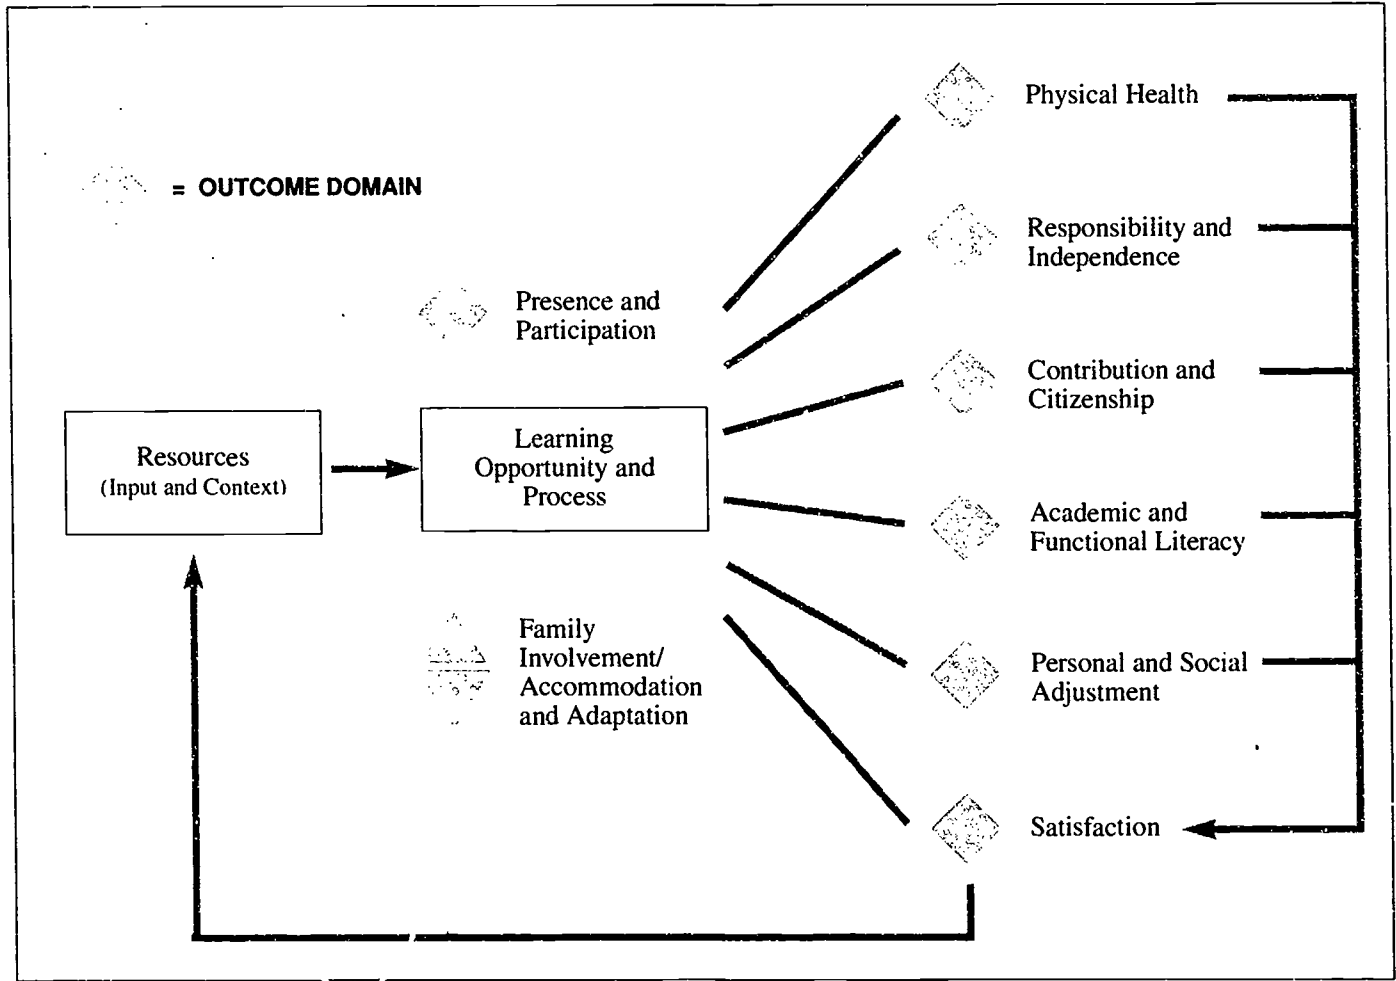 Physical Health
= OUTCOME DOMAIN
Responsibility and
Independence
Presence and
Participation
Contribution and
Citizenship
Resources
(Input and Context)
Learning
Opportunity and
Process
Academic and
Functional Literacy
Family
Involvement/
Accommodation
and Adaptation
Personal and Social
Adjustment
Satisfaction